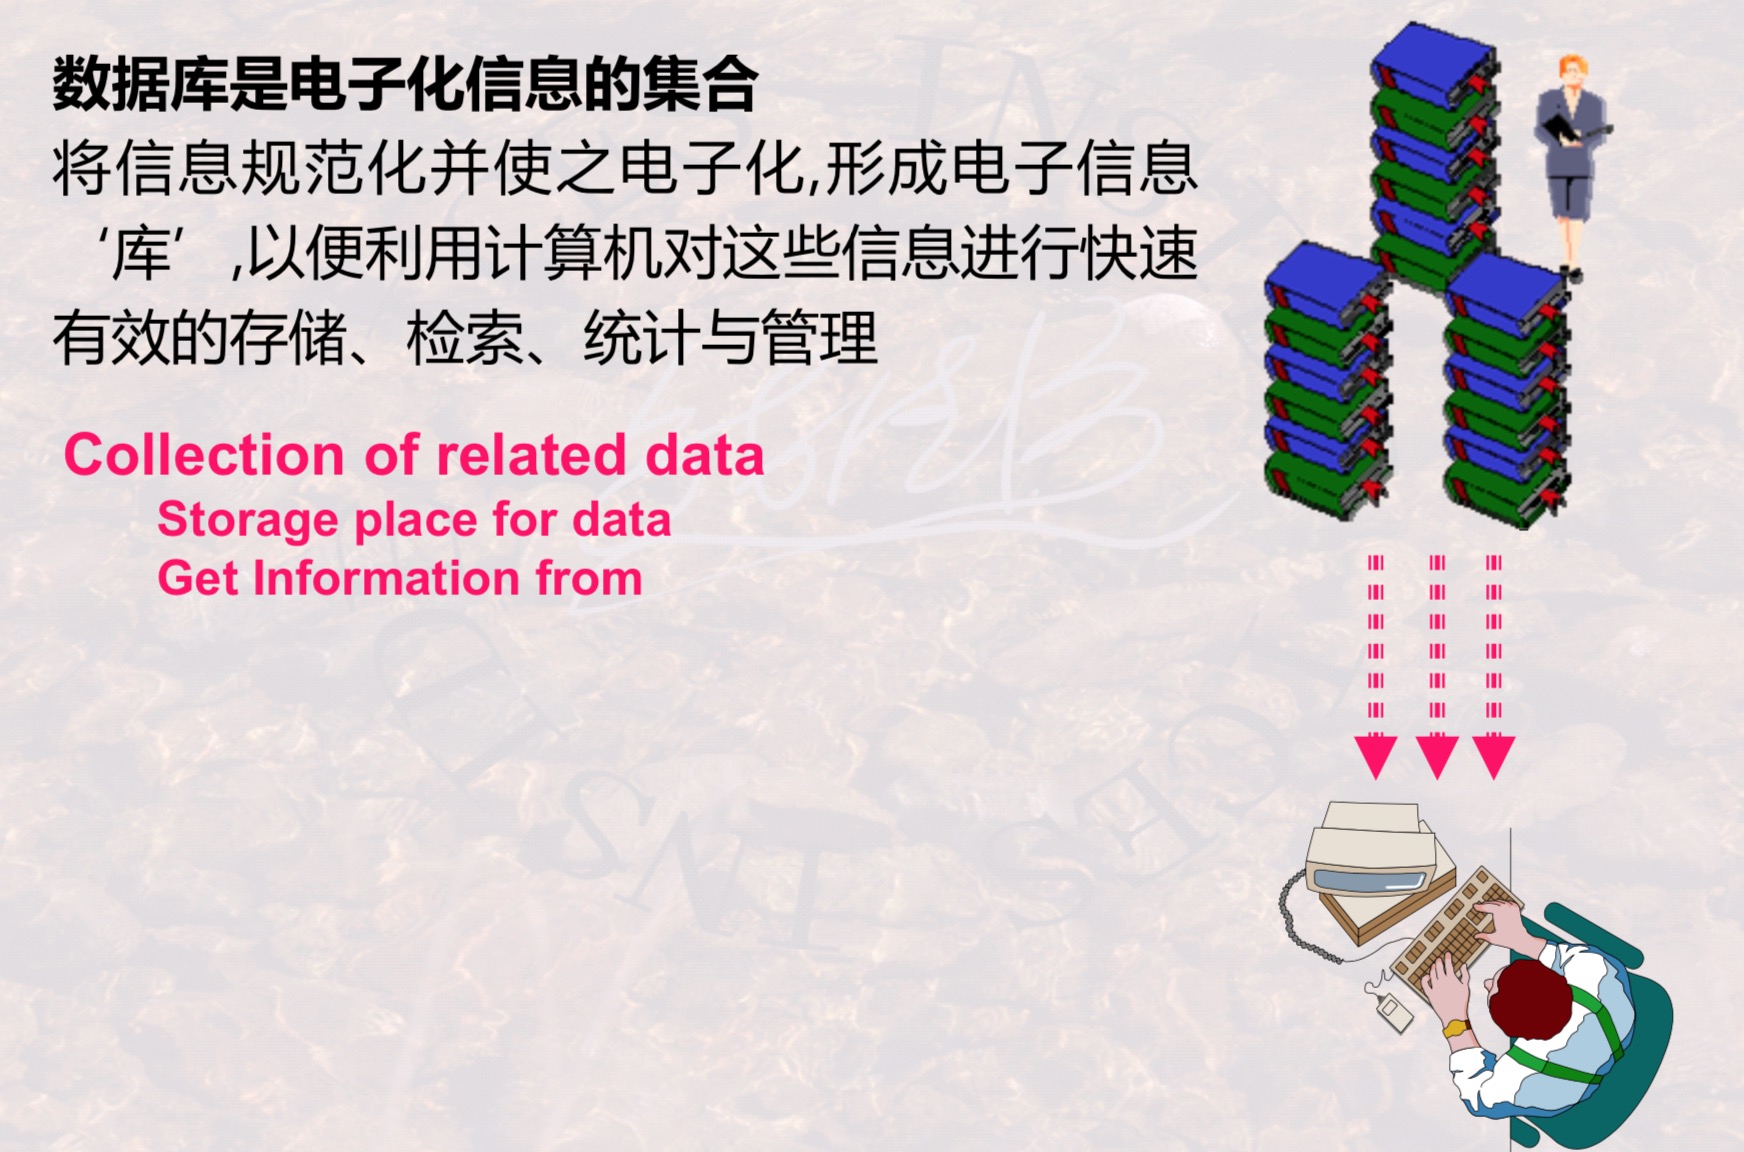 数据库是电子化信息的集合
将信息规范化并使之电子化,形成电子信息
‘库’,以便利用计算机对这些信息进行快速
有效的存储、检索、统计与管理
Collection of related data
Storage place for data
Get Information from